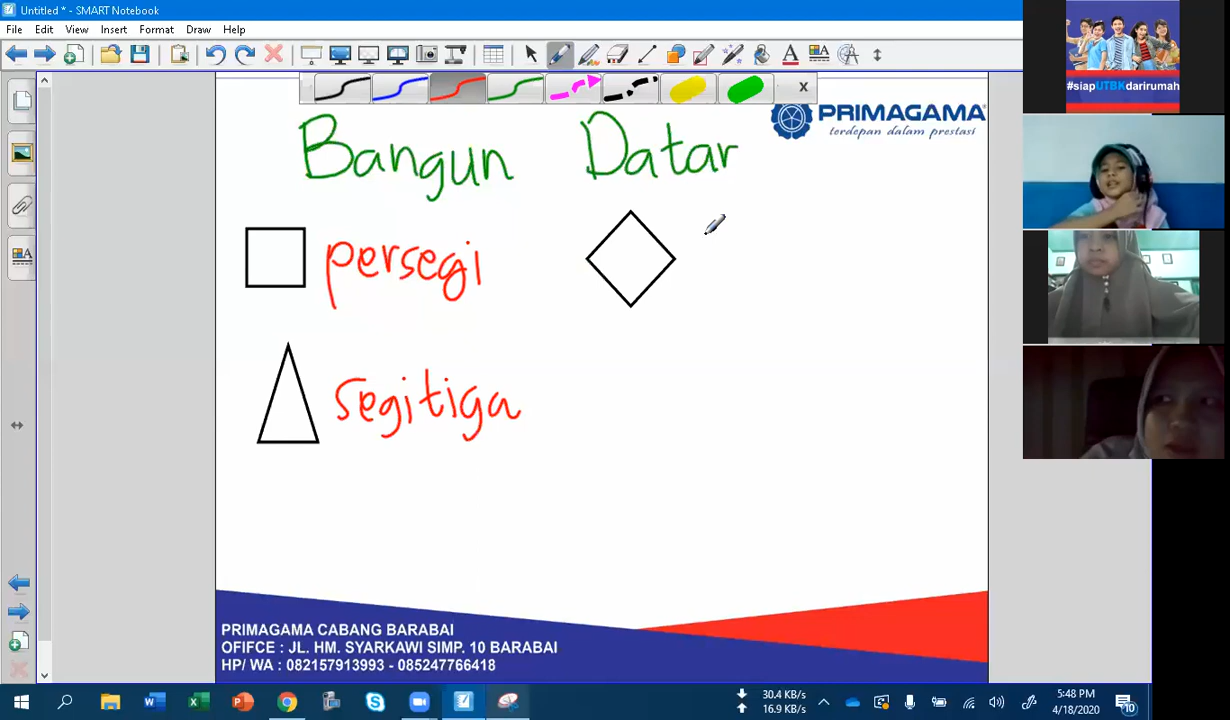 Untitled * - SMART Notebook
File Edit View Insert Format Draw Help
#siapUTBKdarirumah
x
PRIMAGAMA
terdepan dalam prestasi
Bangun Datar
persegi
segitiga
PRIMAGAMA CABANG BARABAI
OFIFCE : JL. HM. SYARKAWI SIMP. 10 BARABAI
HP/ WA : 082157913993 - 085247766418
30.4 KB/s
16.9 KB/s
5:48 PM
4/18/2020
10